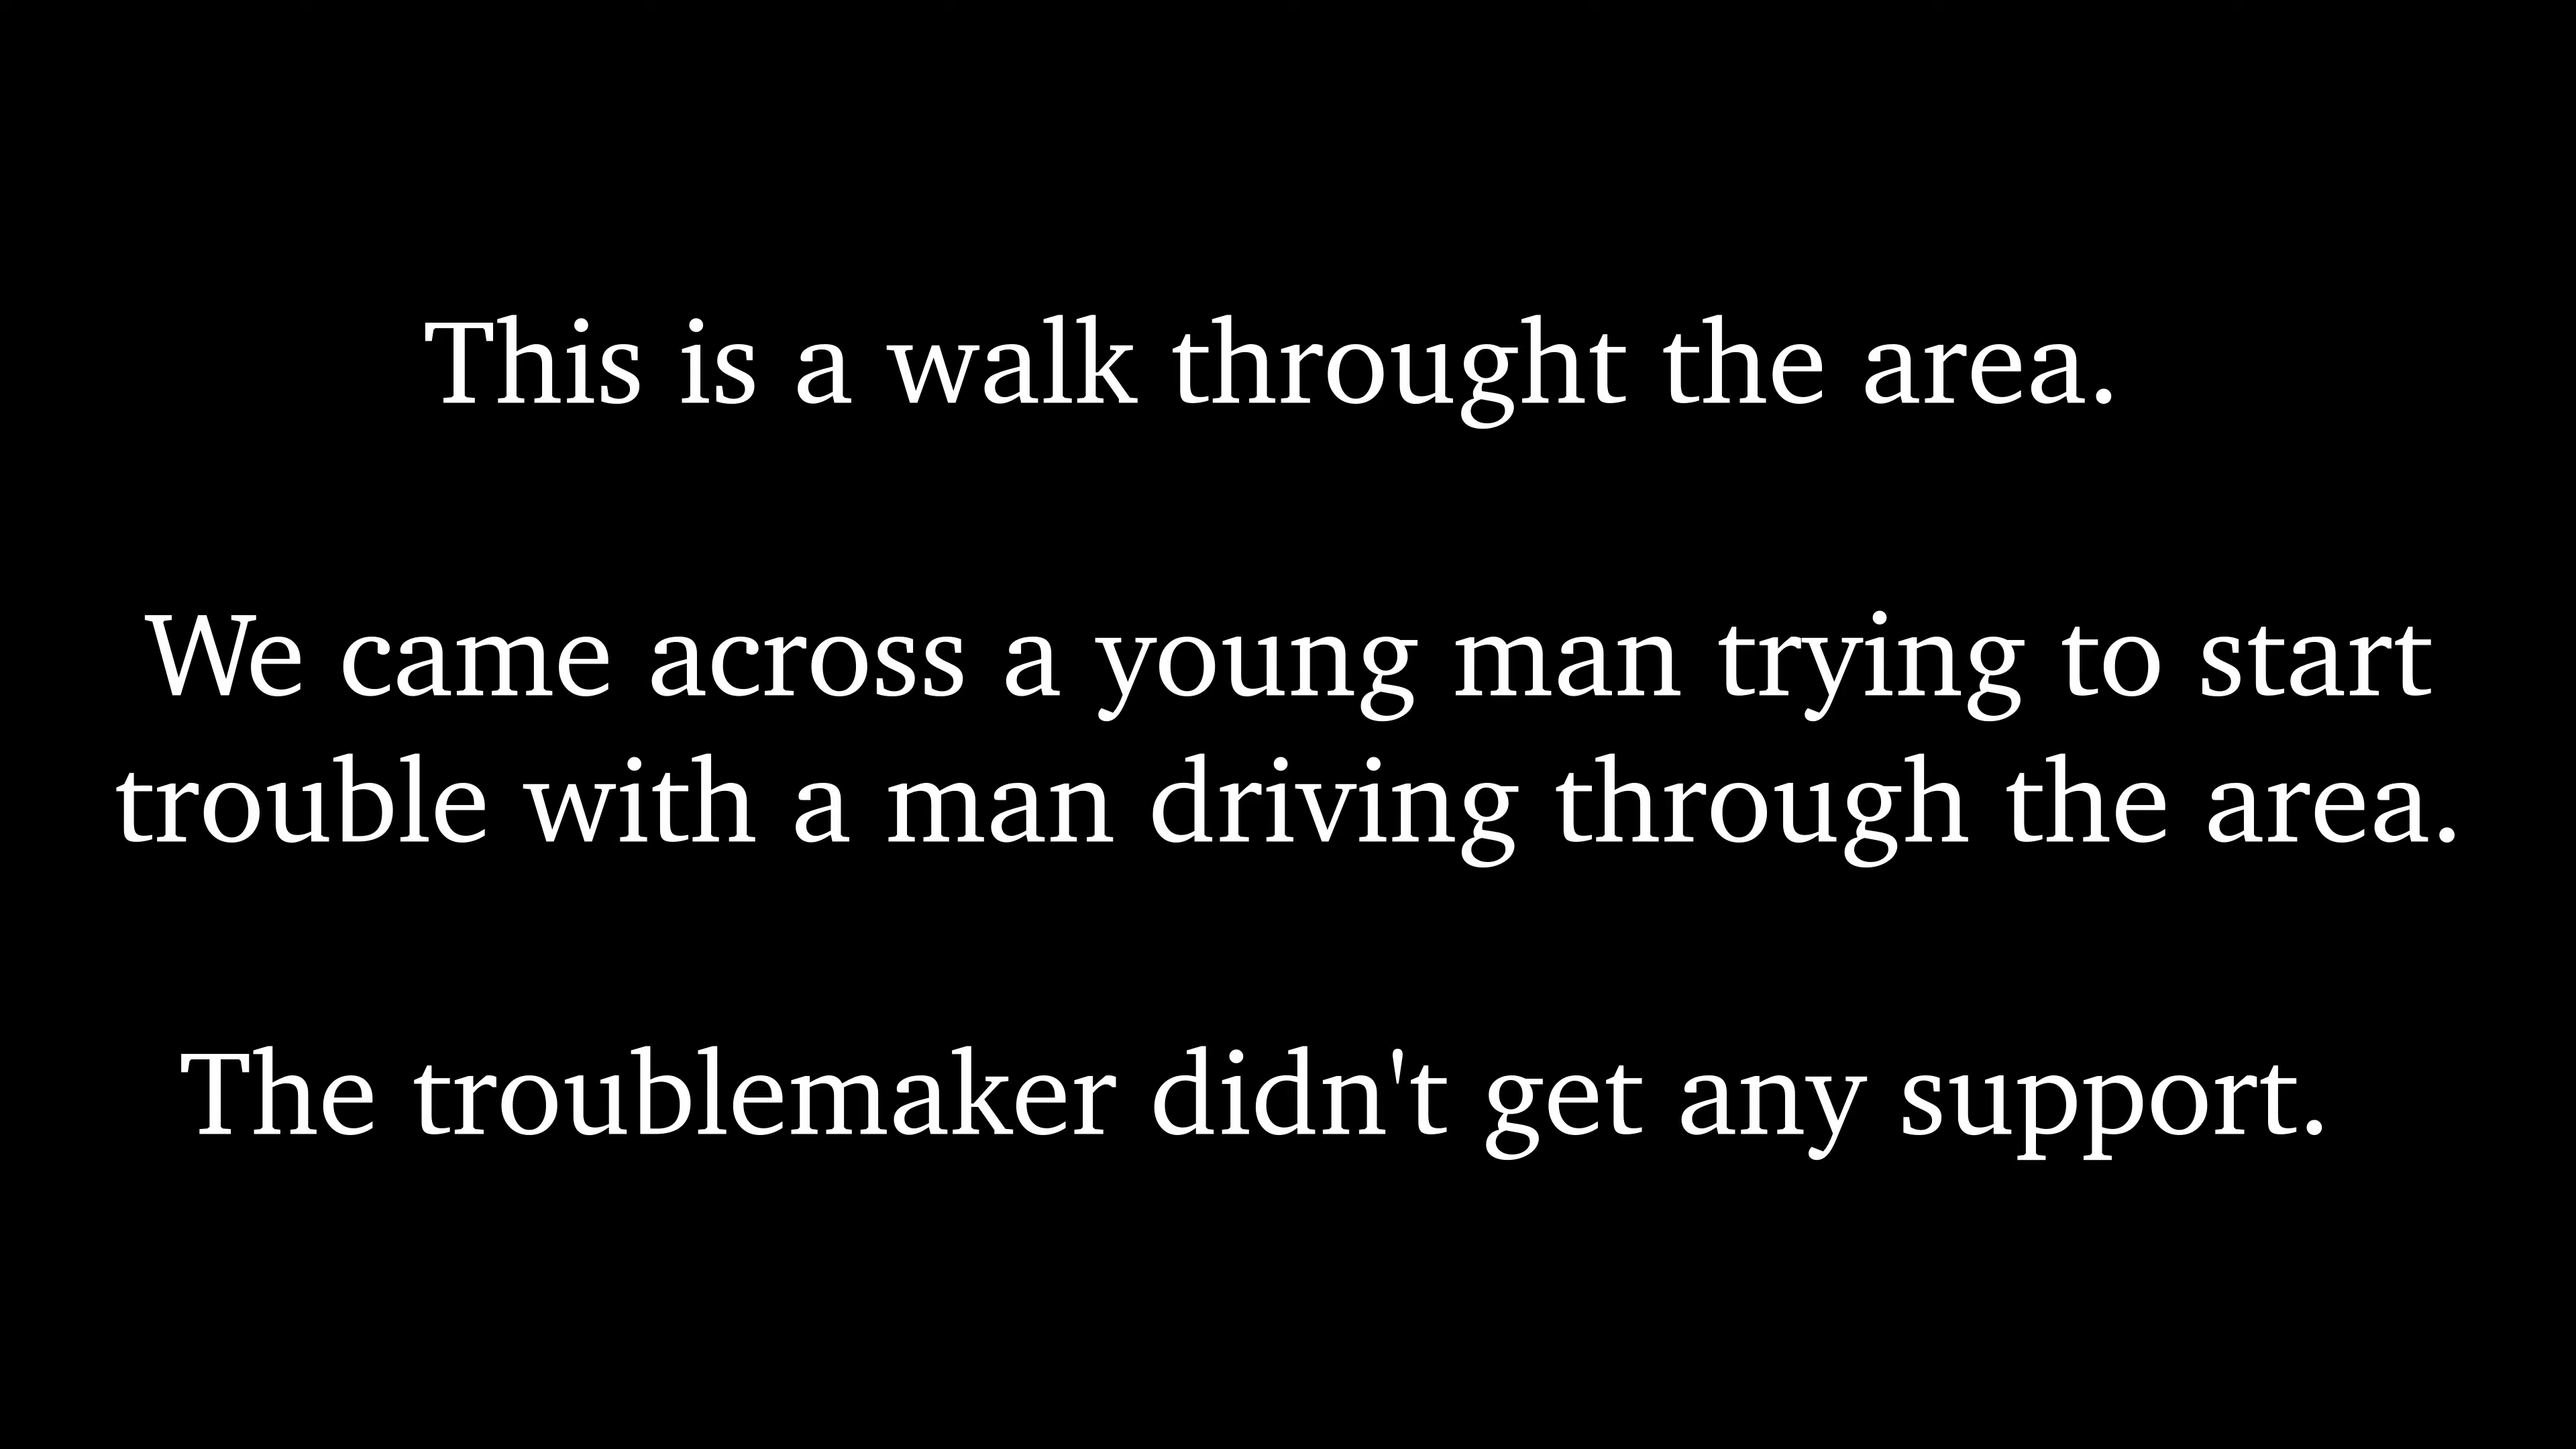 This is a walk throught the area.
We came across a young man trying to start
trouble with a man driving through the area.
The troublemaker didn't get any support.